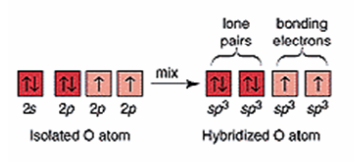 lone pairs
bonding electrons
mix
↑↓ ↑↓ ↑ ↑
↑↓ ↑↓ ↑ ↑
2s 2p 2p 2p
sp³ sp³ sp³ sp³
Isolated O atom
Hybridized O atom